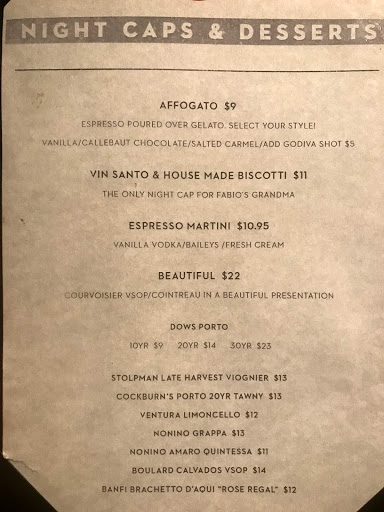 NIGHT CAPS & DESSERTS
AFFOGATO $9
ESPRESSO POURED OVER GELATO. SELECT YOUR STYLE!
VANILLA/CALLEBAUT CHOCOLATE/SALTED CARMEL/ADD GODIVA SHOT $5
VIN SANTO & HOUSE MADE BISCOTTI $11
THE ONLY NIGHT CAP FOR FABIO'S GRANDMA
ESPRESSO MARTINI $10.95
VANILLA VODKA/BAILEYS /FRESH CREAM
BEAUTIFUL $22
COURVOISIER VSOP/COINTREAU IN A BEAUTIFUL PRESENTATION
DOWS PORTO
10YR $9 20YR $14 30YR $23
STOLPMAN LATE HARVEST VIOGNIER $13
COCKBURN'S PORTO 20YR TAWNY $13
VENTURA LIMONCELLO $12
NONINO GRAPPA $13
NONINO AMARO QUINTESSA $11
BOULARD CALVADOS VSOP $14
BANFI BRACHETTO D'AQUI "ROSE REGAL" $12